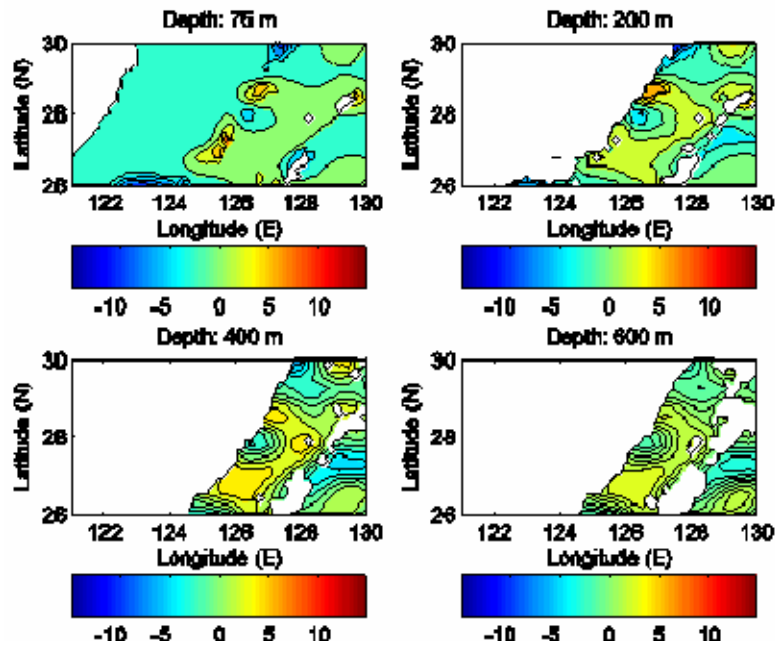 Depth: 75 m
Latitude (N)
30
28
26
122 124 126 128 130
Longitude (E)
-10 -5 0 5 10
Depth: 200 m
Latitude (N)
30
28
26
122 124 126 128 130
Longitude (E)
-10 -5 0 5 10
Depth: 400 m
Latitude (N)
30
28
26
122 124 126 128 130
Longitude (E)
-10 -5 0 5 10
Depth: 600 m
Latitude (N)
30
28
26
122 124 126 128 130
Longitude (E)
-10 -5 0 5 10